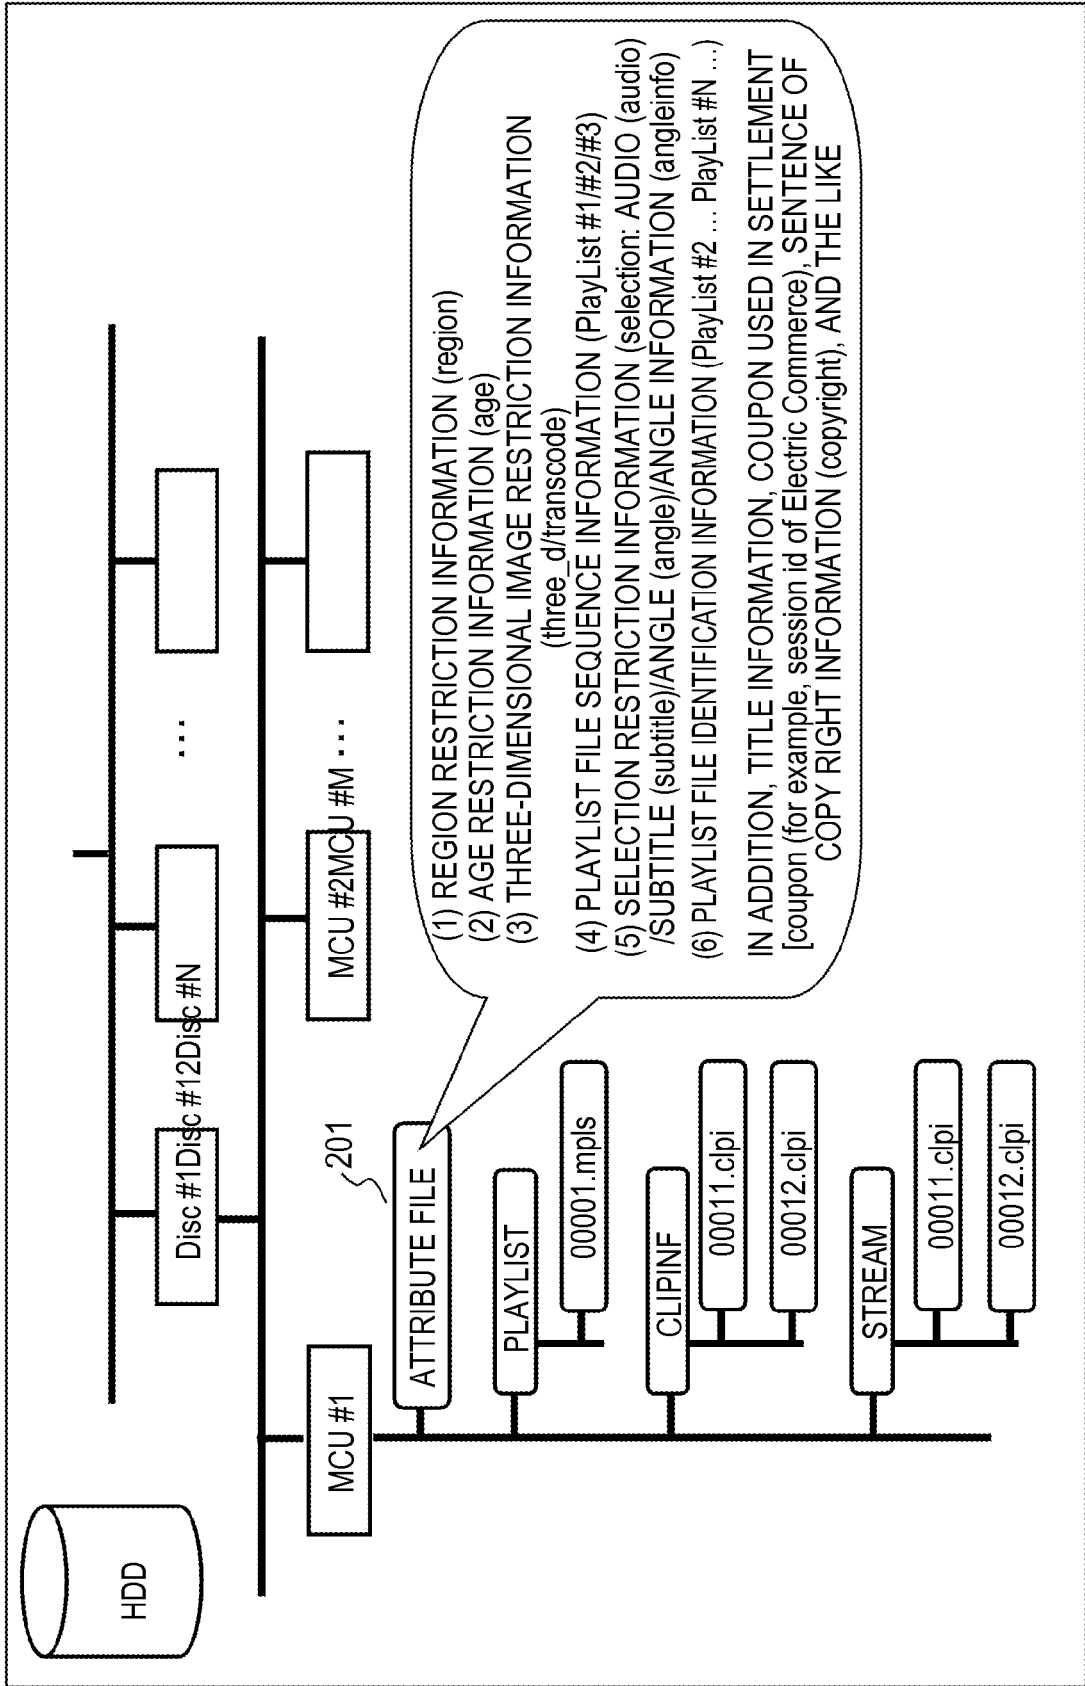 HDD
Disc #1Disc #12Disc #N
...
MCU #1
MCU #2MCU #M ...
201
ATTRIBUTE FILE
PLAYLIST
00001.mpls
CLIPINF
00011.clpi
00012.clpi
STREAM
00011.clpi
00012.clpi
(1) REGION RESTRICTION INFORMATION (region)
(2) AGE RESTRICTION INFORMATION (age)
(3) THREE-DIMENSIONAL IMAGE RESTRICTION INFORMATION
(three_d/transcode)
(4) PLAYLIST FILE SEQUENCE INFORMATION (PlayList #1/#2/#3)
(5) SELECTION RESTRICTION INFORMATION (selection: AUDIO (audio)
/SUBTITLE (subtitle)/ANGLE (angle)/ANGLE INFORMATION (angleinfo)
(6) PLAYLIST FILE IDENTIFICATION INFORMATION (PlayList #2 ... PlayList #N ...)
IN ADDITION, TITLE INFORMATION, COUPON USED IN SETTLEMENT
[coupon (for example, session id of Electric Commerce), SENTENCE OF
COPY RIGHT INFORMATION (copyright), AND THE LIKE